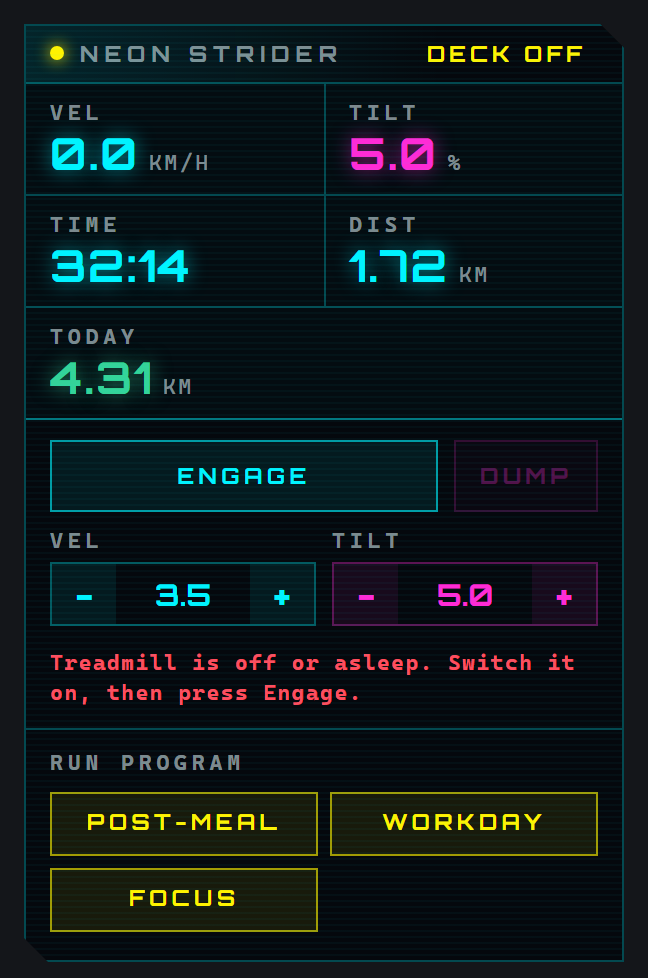 NEON STRIDER DECK OFF
VEL TILT
0.0 KM/H 5.0 %
TIME DIST
32:14 1.72 KM
TODAY
4.31 KM
ENGAGE DUMP
VEL TILT
- 3.5 + - 5.0 +
Treadmill is off or asleep. Switch it
on, then press Engage.
RUN PROGRAM
POST-MEAL WORKDAY
FOCUS